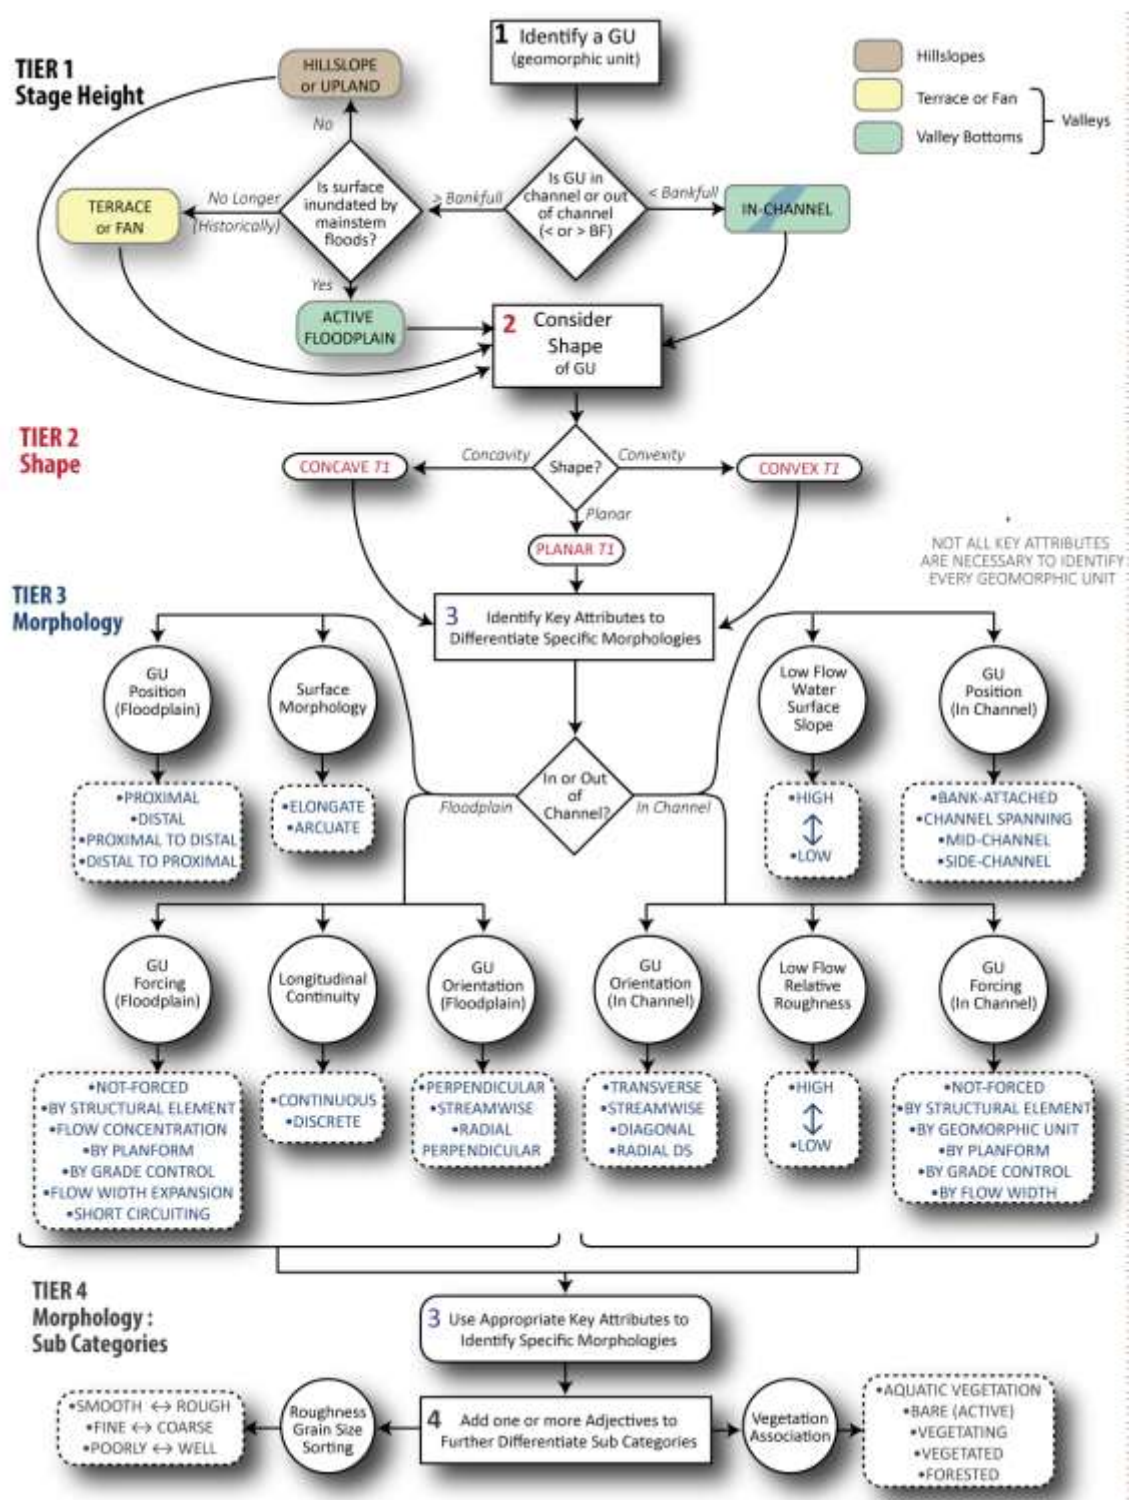 TIER 1
Stage Height
1 Identify a GU
(geomorphic unit)
HILLSLOPE
or UPLAND
Hillslopes
Terrace or Fan
Valley Bottoms
Valleys
No
Is surface
inundated by
mainstem
floods?
No Longer
(Historically)
TERRACE
or FAN
> Bankfull
Is GU in
channel or out
of channel
(< or > BF)
< Bankfull
IN-CHANNEL
Yes
ACTIVE
FLOODPLAIN
2 Consider
Shape
of GU
TIER 2
Shape
CONCAVE T1
Concavity
Shape?
Convexity
CONVEX T1
Planar
PLANAR T1
NOT ALL KEY ATTRIBUTES
ARE NECESSARY TO IDENTIFY
EVERY GEOMORPHIC UNIT
TIER 3
Morphology
3 Identify Key Attributes to
Differentiate Specific Morphologies
GU
Position
(Floodplain)
Surface
Morphology
Low Flow
Water
Surface
Slope
GU
Position
(In Channel)
In or Out
of
Channel?
Floodplain
In Channel
•PROXIMAL
•DISTAL
•PROXIMAL TO DISTAL
•DISTAL TO PROXIMAL
•ELONGATE
•ARCUATE
•HIGH
↕
•LOW
•BANK-ATTACHED
•CHANNEL SPANNING
•MID-CHANNEL
•SIDE-CHANNEL
GU
Forcing
(Floodplain)
Longitudinal
Continuity
GU
Orientation
(Floodplain)
GU
Orientation
(In Channel)
Low Flow
Relative
Roughness
GU
Forcing
(In Channel)
•NOT-FORCED
•BY STRUCTURAL ELEMENT
•FLOW CONCENTRATION
•BY PLANFORM
•BY GRADE CONTROL
•FLOW WIDTH EXPANSION
•SHORT CIRCUITING
•CONTINUOUS
•DISCRETE
•PERPENDICULAR
•STREAMWISE
•RADIAL
PERPENDICULAR
•TRANSVERSE
•STREAMWISE
•DIAGONAL
•RADIAL DS
•HIGH
↕
•LOW
•NOT-FORCED
•BY STRUCTURAL ELEMENT
•BY GEOMORPHIC UNIT
•BY PLANFORM
•BY GRADE CONTROL
•BY FLOW WIDTH
TIER 4
Morphology :
Sub Categories
3 Use Appropriate Key Attributes to
Identify Specific Morphologies
•SMOOTH ↔ ROUGH
•FINE ↔ COARSE
•POORLY ↔ WELL
Roughness
Grain Size
Sorting
4 Add one or more Adjectives to
Further Differentiate Sub Categories
Vegetation
Association
•AQUATIC VEGETATION
•BARE (ACTIVE)
•VEGETATING
•VEGETATED
•FORESTED